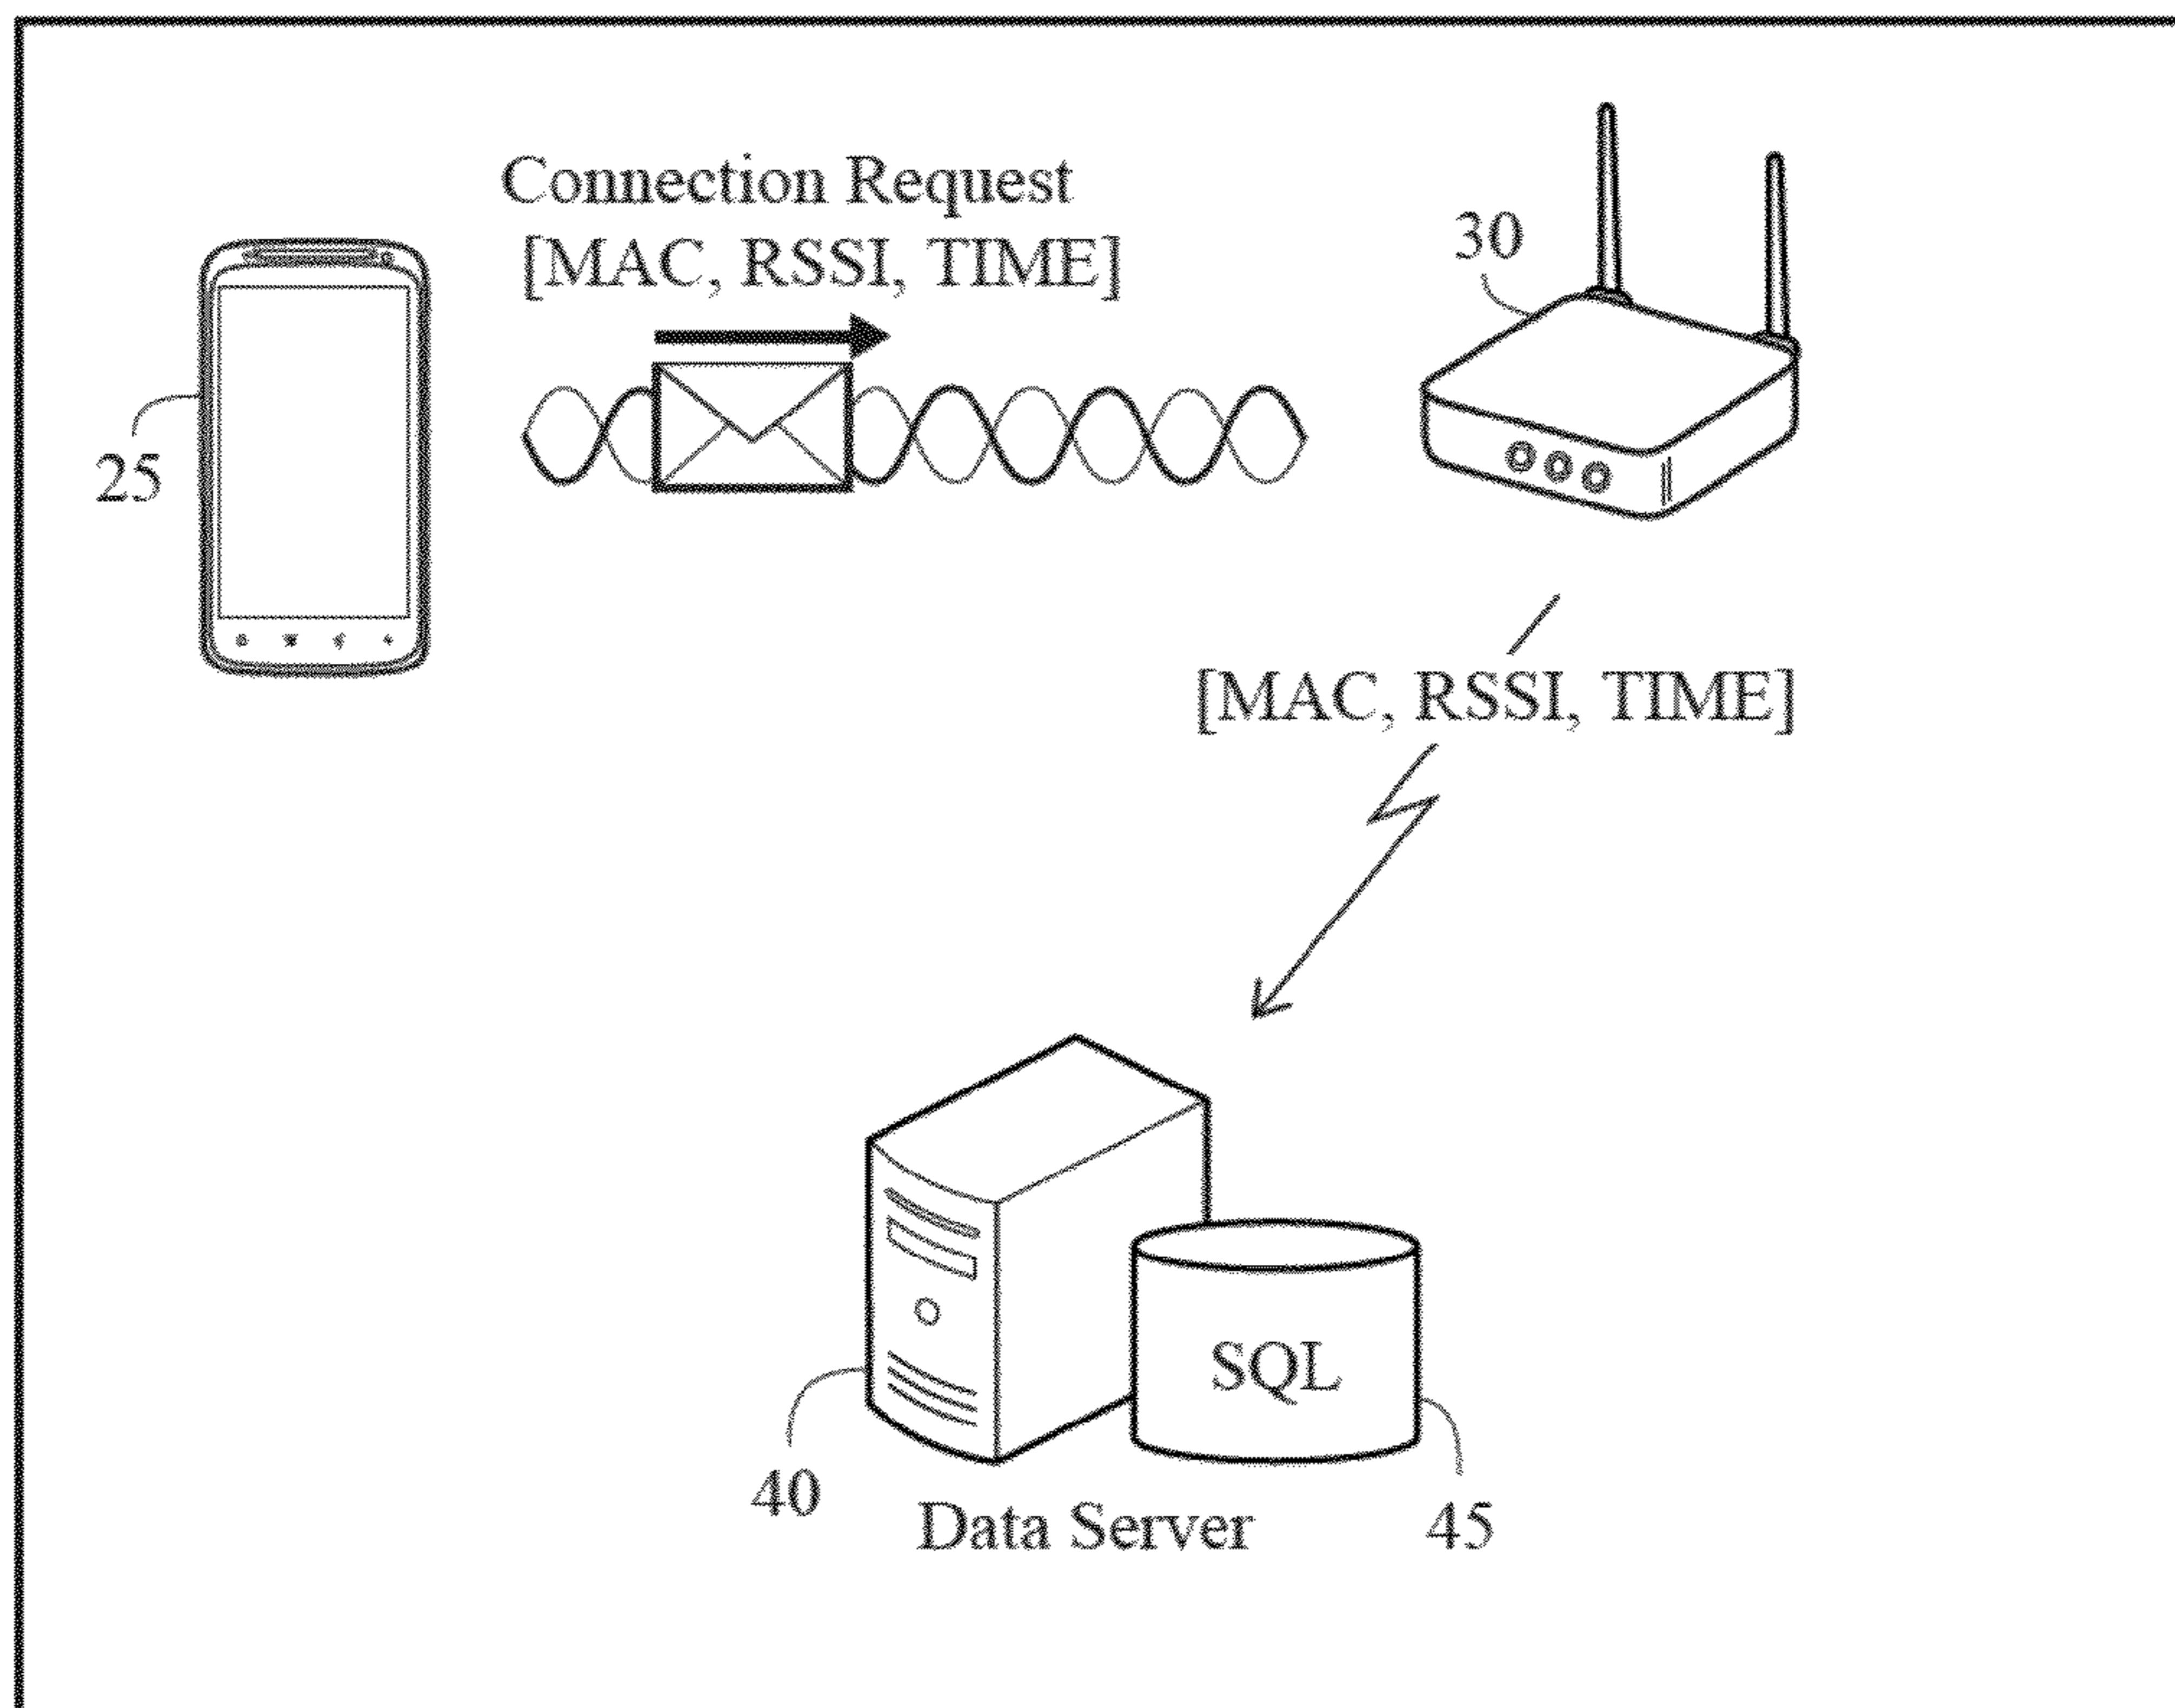 Connection Request
[MAC, RSSI, TIME]
30
25
[MAC, RSSI, TIME]
SQL
40
Data Server
45